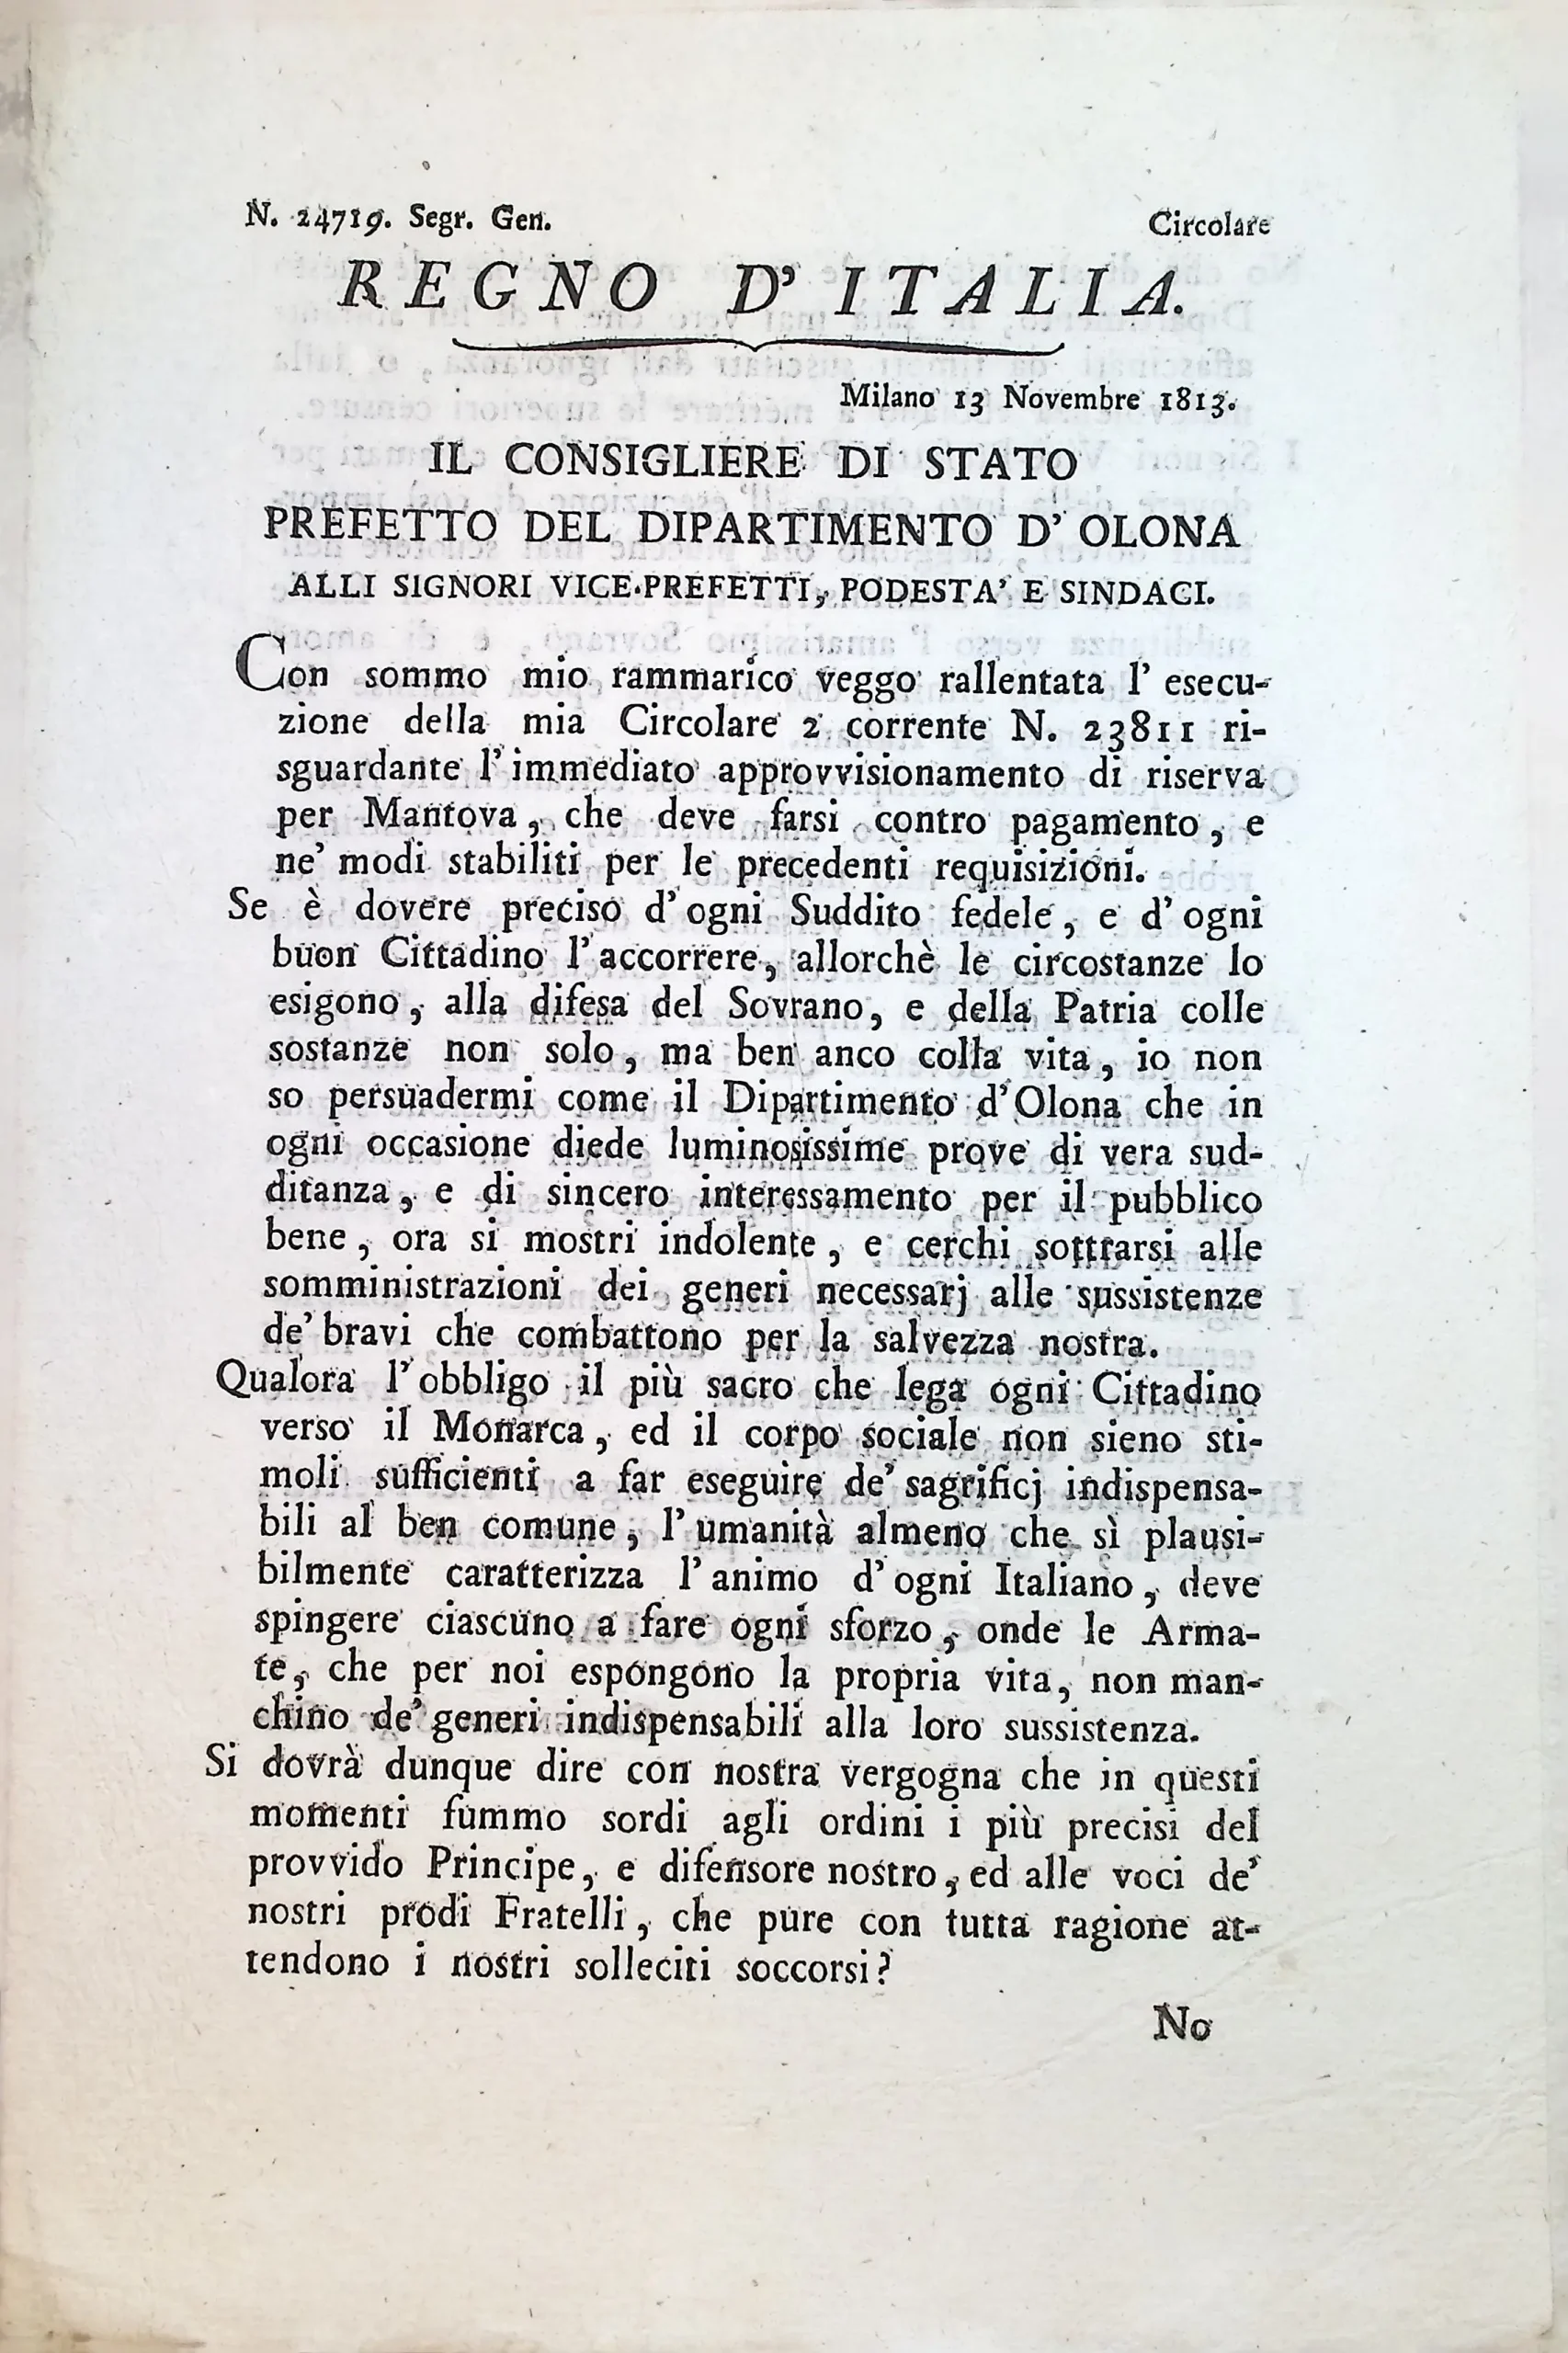 N. 24719. Segr. Gen. Circolare
REGNO D' ITALIA.
Milano 13 Novembre 1813.
IL CONSIGLIERE DI STATO
PREFETTO DEL DIPARTIMENTO D' OLONA
ALLI SIGNORI VICE-PREFETTI, PODESTA' E SINDACI.
Con sommo mio rammarico veggo rallentata l' esecu-
zione della mia Circolare 2 corrente N. 23811 ri-
sguardante l' immediato approvvisionamento di riserva
per Mantova, che deve farsi contro pagamento, e
ne' modi stabiliti per le precedenti requisizioni.
Se è dovere preciso d' ogni Suddito fedele, e d' ogni
buon Cittadino l' accorrere, allorchè le circostanze lo
esigono, alla difesa del Sovrano, e della Patria colle
sostanze non solo, ma ben anco colla vita, io non
so persuadermi come il Dipartimento d' Olona che in
ogni occasione diede luminosissime prove di vera sud-
ditanza, e di sincero interessamento per il pubblico
bene, ora si mostri indolente, e cerchi sottrarsi alle
somministrazioni dei generi necessarj alle sussistenze
de' bravi che combattono per la salvezza nostra.
Qualora l' obbligo il più sacro che lega ogni Cittadino
verso il Monarca, ed il corpo sociale non sieno sti-
moli sufficienti a far eseguire de' sagrificj indispensa-
bili al ben comune, l' umanità almeno che sì plausi-
bilmente caratterizza l' animo d' ogni Italiano, deve
spingere ciascuno a fare ogni sforzo, onde le Arma-
te, che per noi espongono la propria vita, non man-
chino de' generi indispensabili alla loro sussistenza.
Si dovrà dunque dire con nostra vergogna che in questi
momenti fummo sordi agli ordini i più precisi del
provvido Principe, e difensore nostro, ed alle voci de'
nostri prodi Fratelli, che pure con tutta ragione at-
tendono i nostri solleciti soccorsi?
No